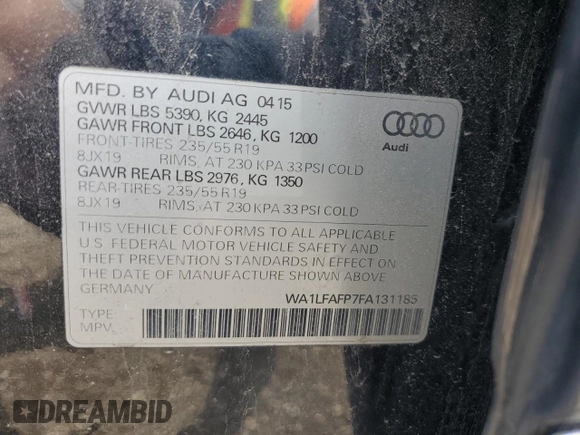 MFD. BY AUDI AG 04 15
GVWR LBS 5390, KG 2445
GAWR FRONT LBS 2646, KG 1200
FRONT-TIRES 235/55 R19
8JX19 RIMS, AT 230 KPA 33 PSI COLD
GAWR REAR LBS 2976, KG 1350
REAR-TIRES 235/55 R19
8JX19 RIMS, AT 230 KPA 33 PSI COLD
Audi
THIS VEHICLE CONFORMS TO ALL APPLICABLE
U.S. FEDERAL MOTOR VEHICLE SAFETY AND
THEFT PREVENTION STANDARDS IN EFFECT ON
THE DATE OF MANUFACTURE SHOWN ABOVE
GERMANY
WA1LFAFP7FA131185
TYPE:
MPV
DREAMBID